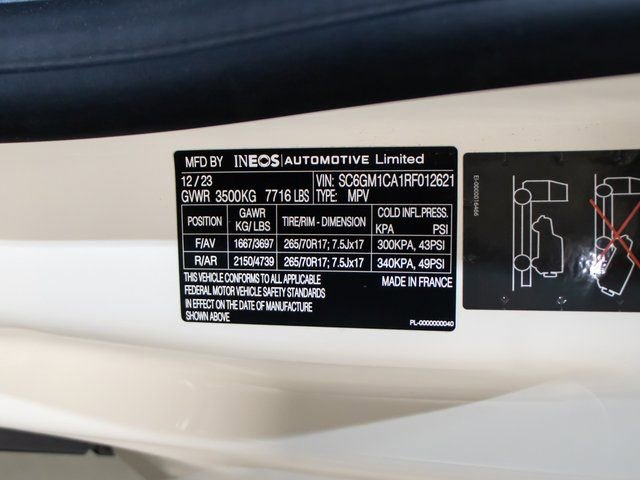 MFD BY INEOS AUTOMOTIVE Limited
12 / 23 VIN: SC6GM1CA1RF012621
GVWR 3500KG 7716 LBS TYPE: MPV
POSITION GAWR KG/ LBS TIRE/RIM - DIMENSION COLD INFL.PRESS. KPA PSI
F/AV 1667/3697 265/70R17; 7.5Jx17 300KPA, 43PSI
R/AR 2150/4739 265/70R17; 7.5Jx17 340KPA, 49PSI
THIS VEHICLE CONFORMS TO ALL APPLICABLE MADE IN FRANCE
FEDERAL MOTOR VEHICLE SAFETY STANDARDS
IN EFFECT ON THE DATE OF MANUFACTURE
SHOWN ABOVE
PL-0000000040
EI-0000016466